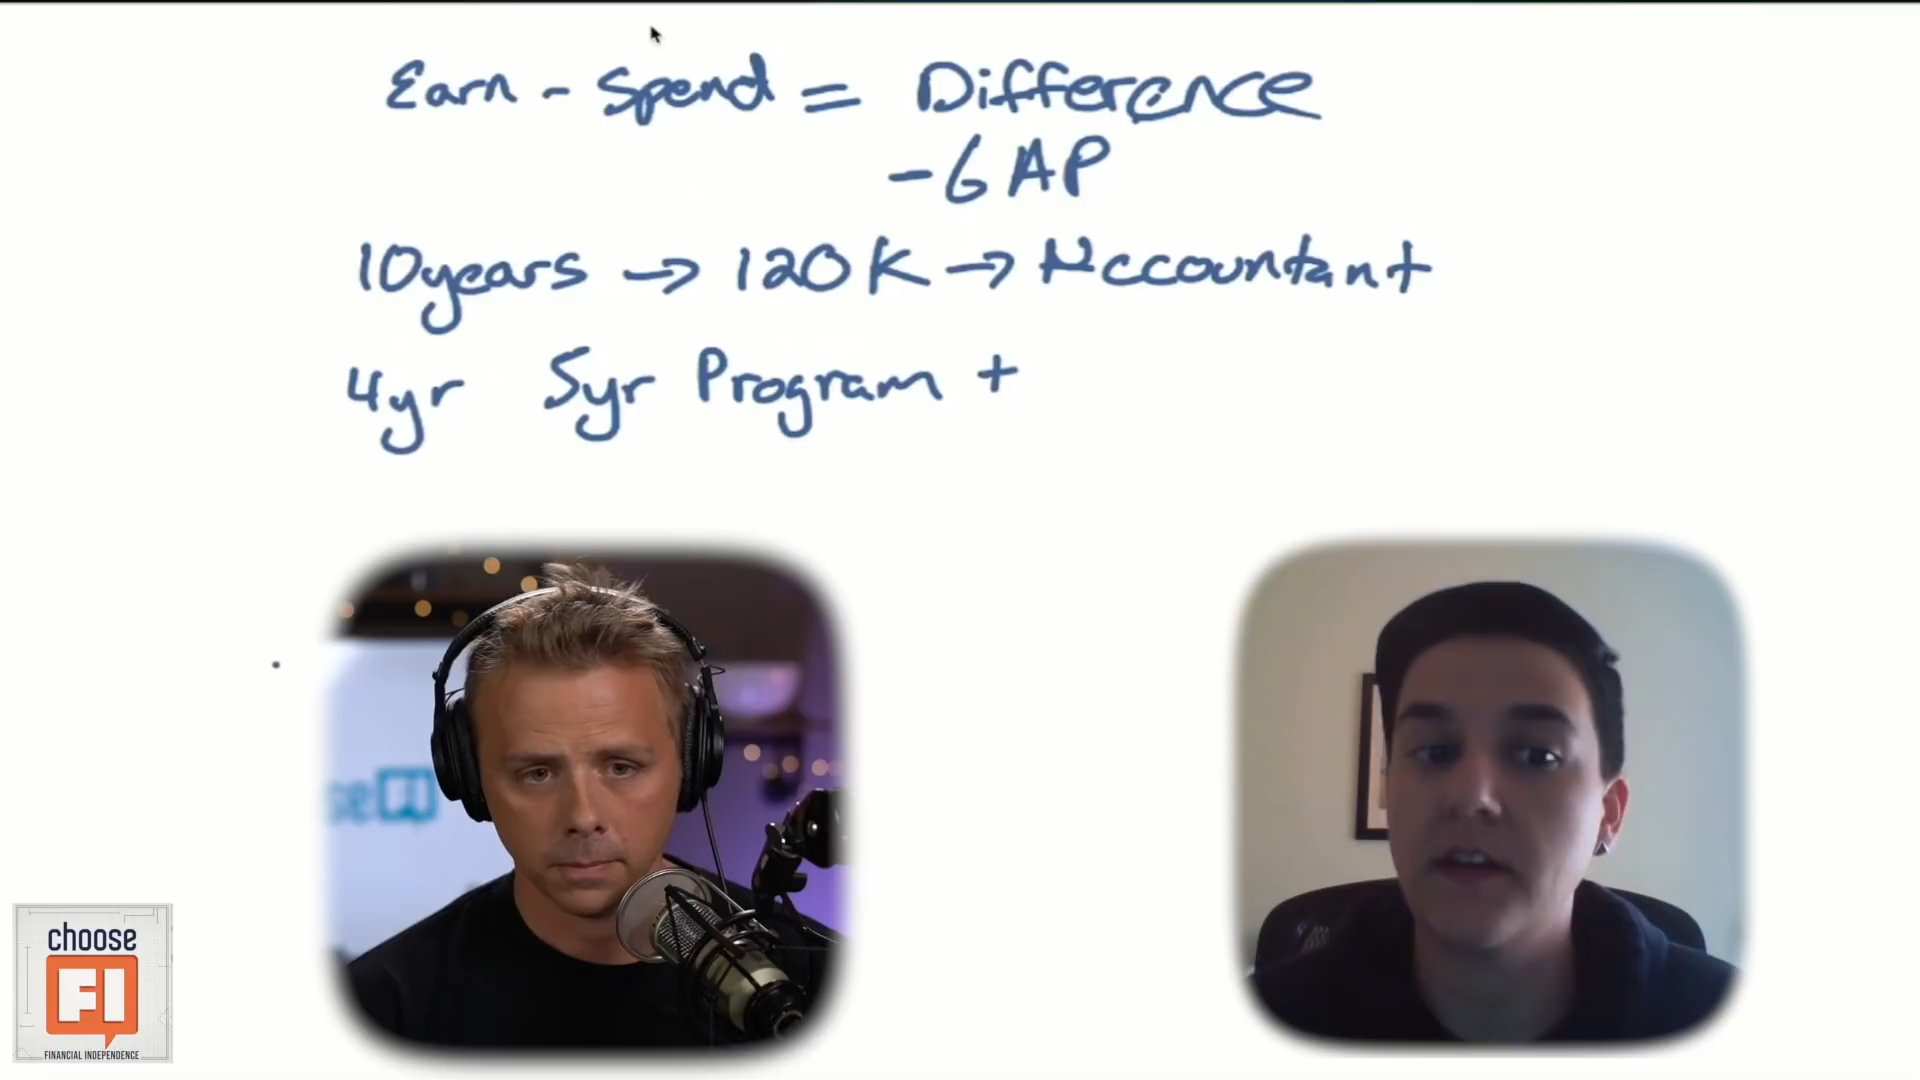 Earn - Spend = Difference
- GAP
10years → 120K → Accountant
4yr 5yr Program +
choose
FI
FINANCIAL INDEPENDENCE